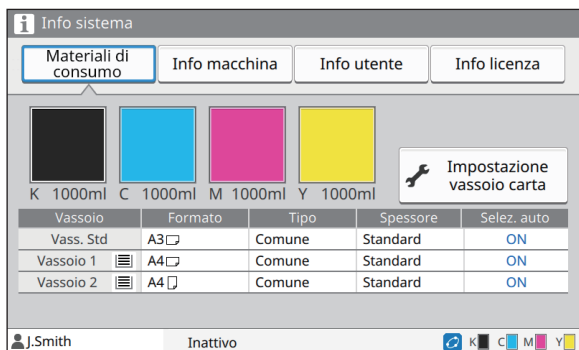 Info sistema
Materiali di
consumo
Info macchina
Info utente
Info licenza
K 1000ml C 1000ml M 1000ml Y 1000ml
Impostazione
vassoio carta
Vassoio Formato Tipo Spessore Selez. auto
Vass. Std A3 Comune Standard ON
Vassoio 1 A4 Comune Standard ON
Vassoio 2 A4 Comune Standard ON
J.Smith Inattivo K C M Y